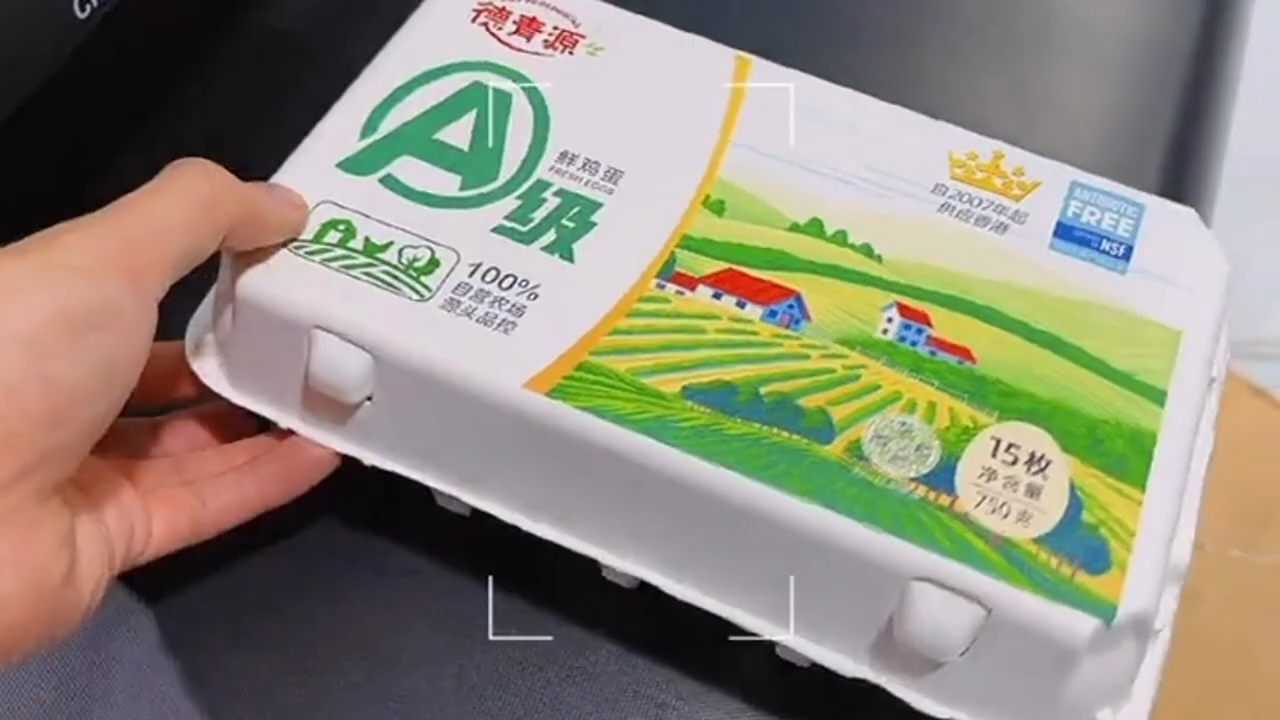 德青源
A级
鲜鸡蛋
FRESH EGGS
100%
自营农场
源头品控
自2007年起
供应香港
ANTIBIOTIC
FREE
NSF
15枚
净含量
750克